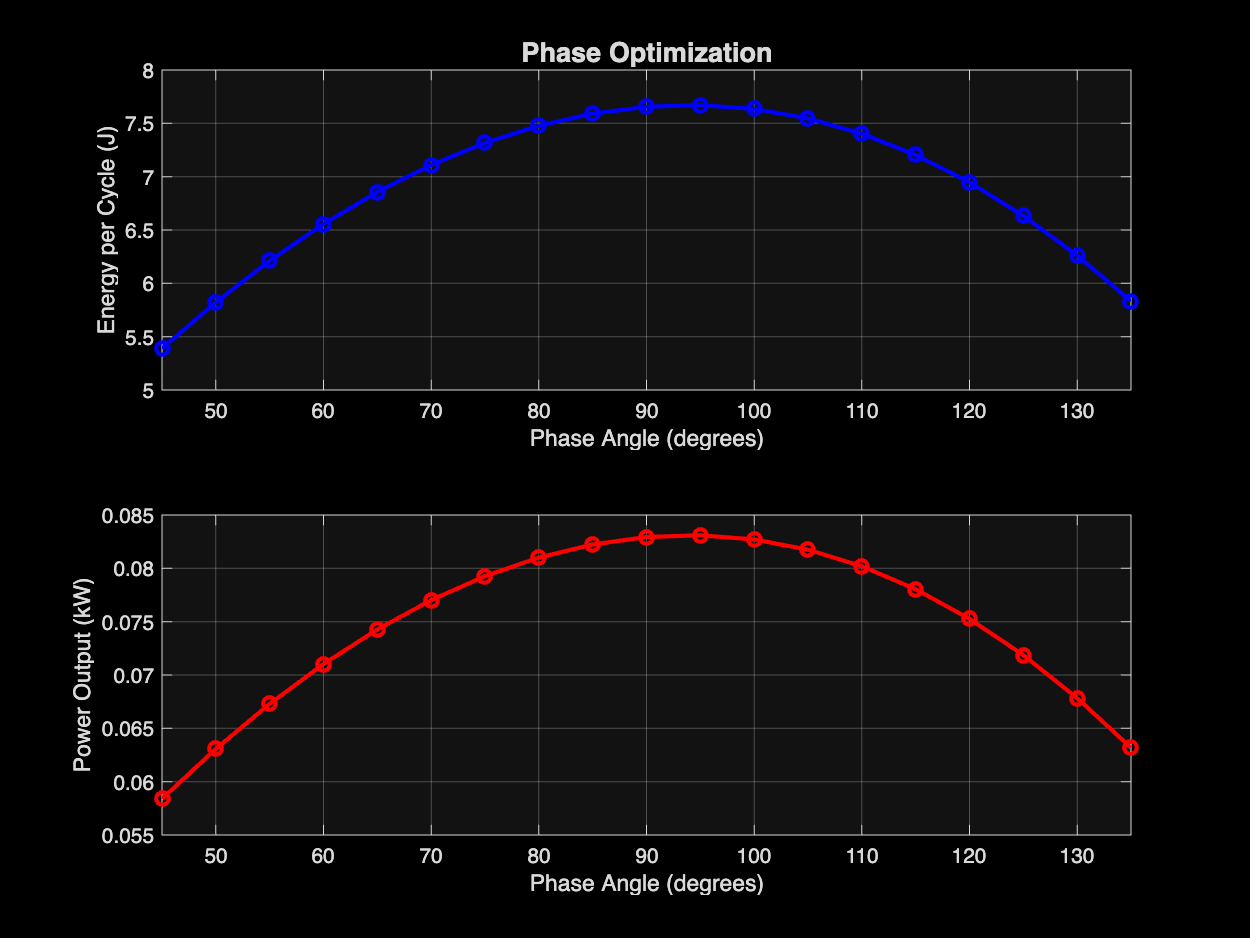 Phase Optimization
8
7.5
7
6.5
6
5.5
5
Energy per Cycle (J)
50 60 70 80 90 100 110 120 130
Phase Angle (degrees)
0.085
0.08
0.075
0.07
0.065
0.06
0.055
Power Output (kW)
50 60 70 80 90 100 110 120 130
Phase Angle (degrees)